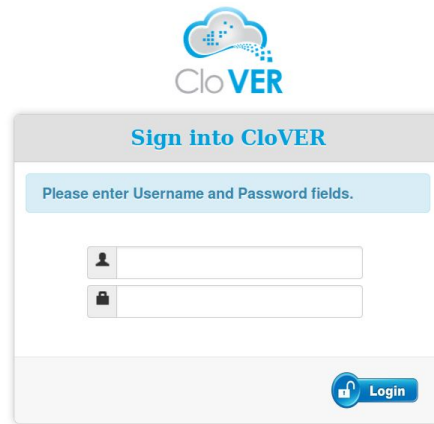 CloVER
Sign into CloVER
Please enter Username and Password fields.
Login